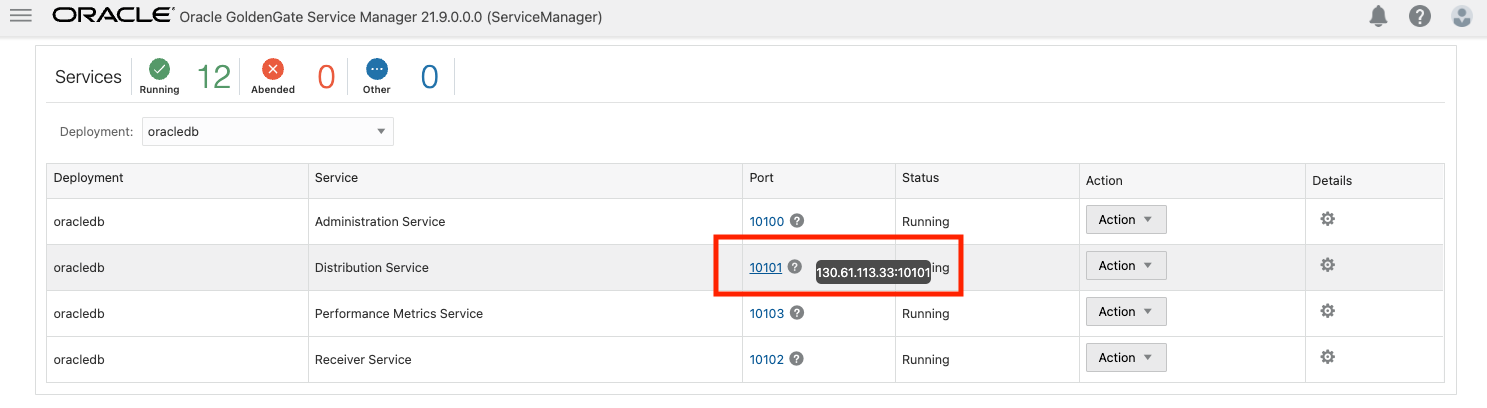 ORACLE® Oracle GoldenGate Service Manager 21.9.0.0.0 (ServiceManager)
Services Running 12 Abended 0 Other 0
Deployment: oracledb
Deployment Service Port Status Action Details
oracledb Administration Service 10100 Running Action
oracledb Distribution Service 10101 130.61.113.33:10101 ing Action
oracledb Performance Metrics Service 10103 Running Action
oracledb Receiver Service 10102 Running Action